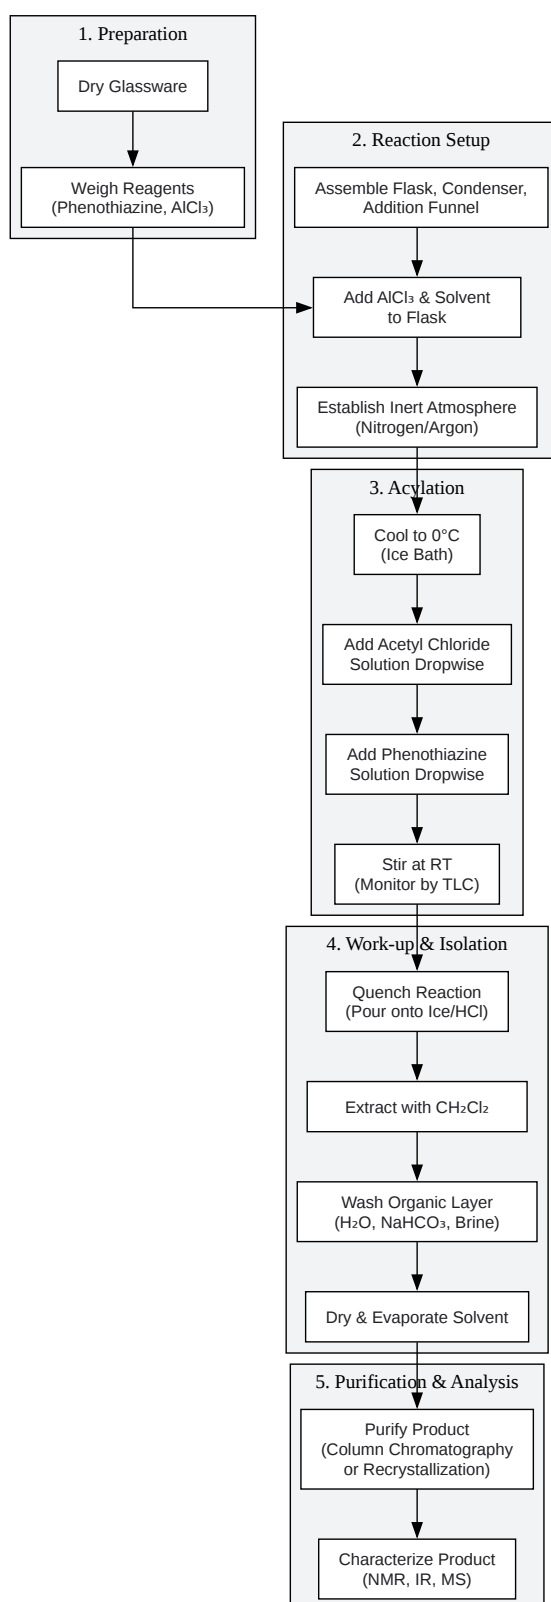 1. Preparation
Dry Glassware
Weigh Reagents
(Phenothiazine, AlCl₃)
2. Reaction Setup
Assemble Flask, Condenser,
Addition Funnel
Add AlCl₃ & Solvent
to Flask
Establish Inert Atmosphere
(Nitrogen/Argon)
3. Acylation
Cool to 0°C
(Ice Bath)
Add Acetyl Chloride
Solution Dropwise
Add Phenothiazine
Solution Dropwise
Stir at RT
(Monitor by TLC)
4. Work-up & Isolation
Quench Reaction
(Pour onto Ice/HCl)
Extract with CH₂Cl₂
Wash Organic Layer
(H₂O, NaHCO₃, Brine)
Dry & Evaporate Solvent
5. Purification & Analysis
Purify Product
(Column Chromatography
or Recrystallization)
Characterize Product
(NMR, IR, MS)